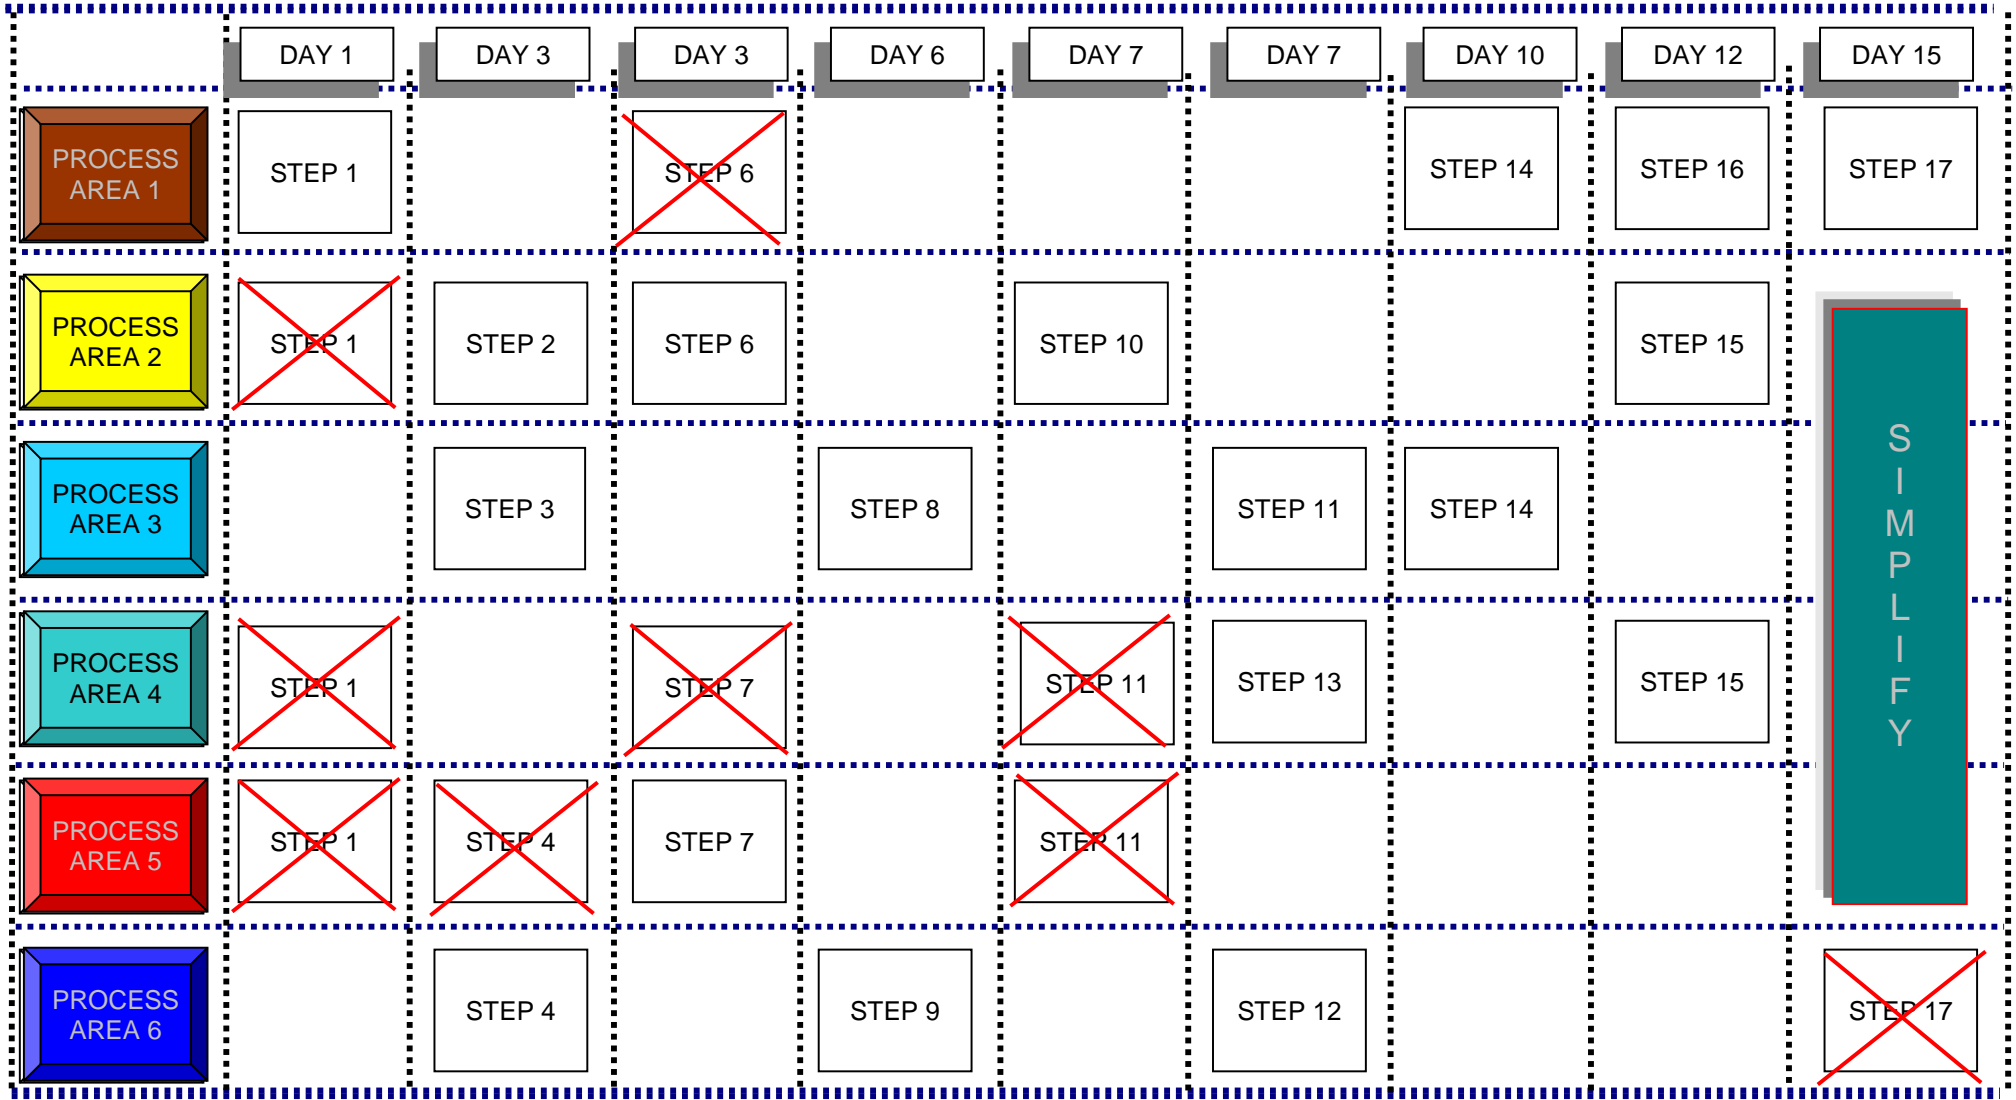 DAY 1
DAY 3
DAY 3
DAY 6
DAY 7
DAY 7
DAY 10
DAY 12
DAY 15
PROCESS
AREA 1
STEP 1
STEP 6
STEP 14
STEP 16
STEP 17
PROCESS
AREA 2
STEP 1
STEP 2
STEP 6
STEP 10
STEP 15
PROCESS
AREA 3
STEP 3
STEP 8
STEP 11
STEP 14
PROCESS
AREA 4
STEP 1
STEP 7
STEP 11
STEP 13
STEP 15
PROCESS
AREA 5
STEP 1
STEP 4
STEP 7
STEP 11
PROCESS
AREA 6
STEP 4
STEP 9
STEP 12
STEP 17
S
I
M
P
L
I
F
Y